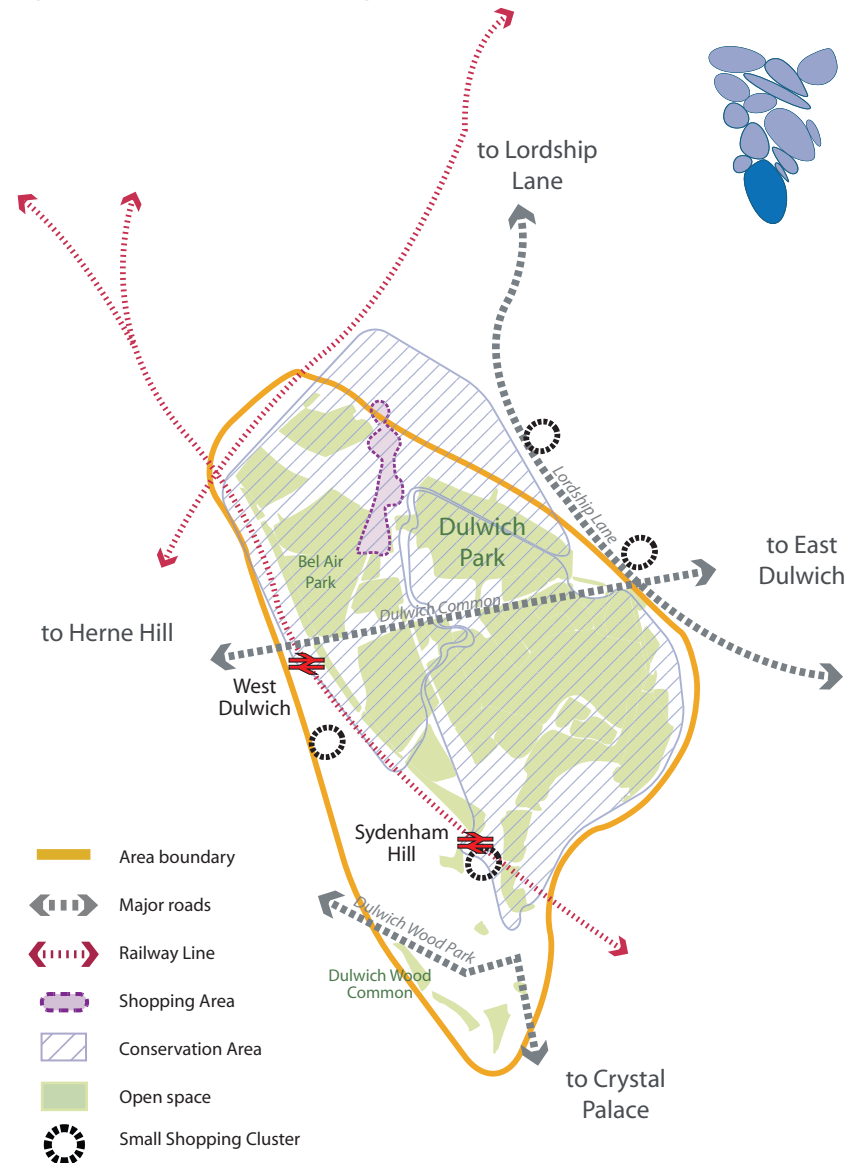 to Lordship
Lane
Lordship Lane
Dulwich
Park
to East
Dulwich
Bel Air
Park
Dulwich Common
to Herne Hill
West
Dulwich
Sydenham
Hill
Dulwich Wood Park
Dulwich Wood
Common
to Crystal
Palace
Area boundary
Major roads
Railway Line
Shopping Area
Conservation Area
Open space
Small Shopping Cluster